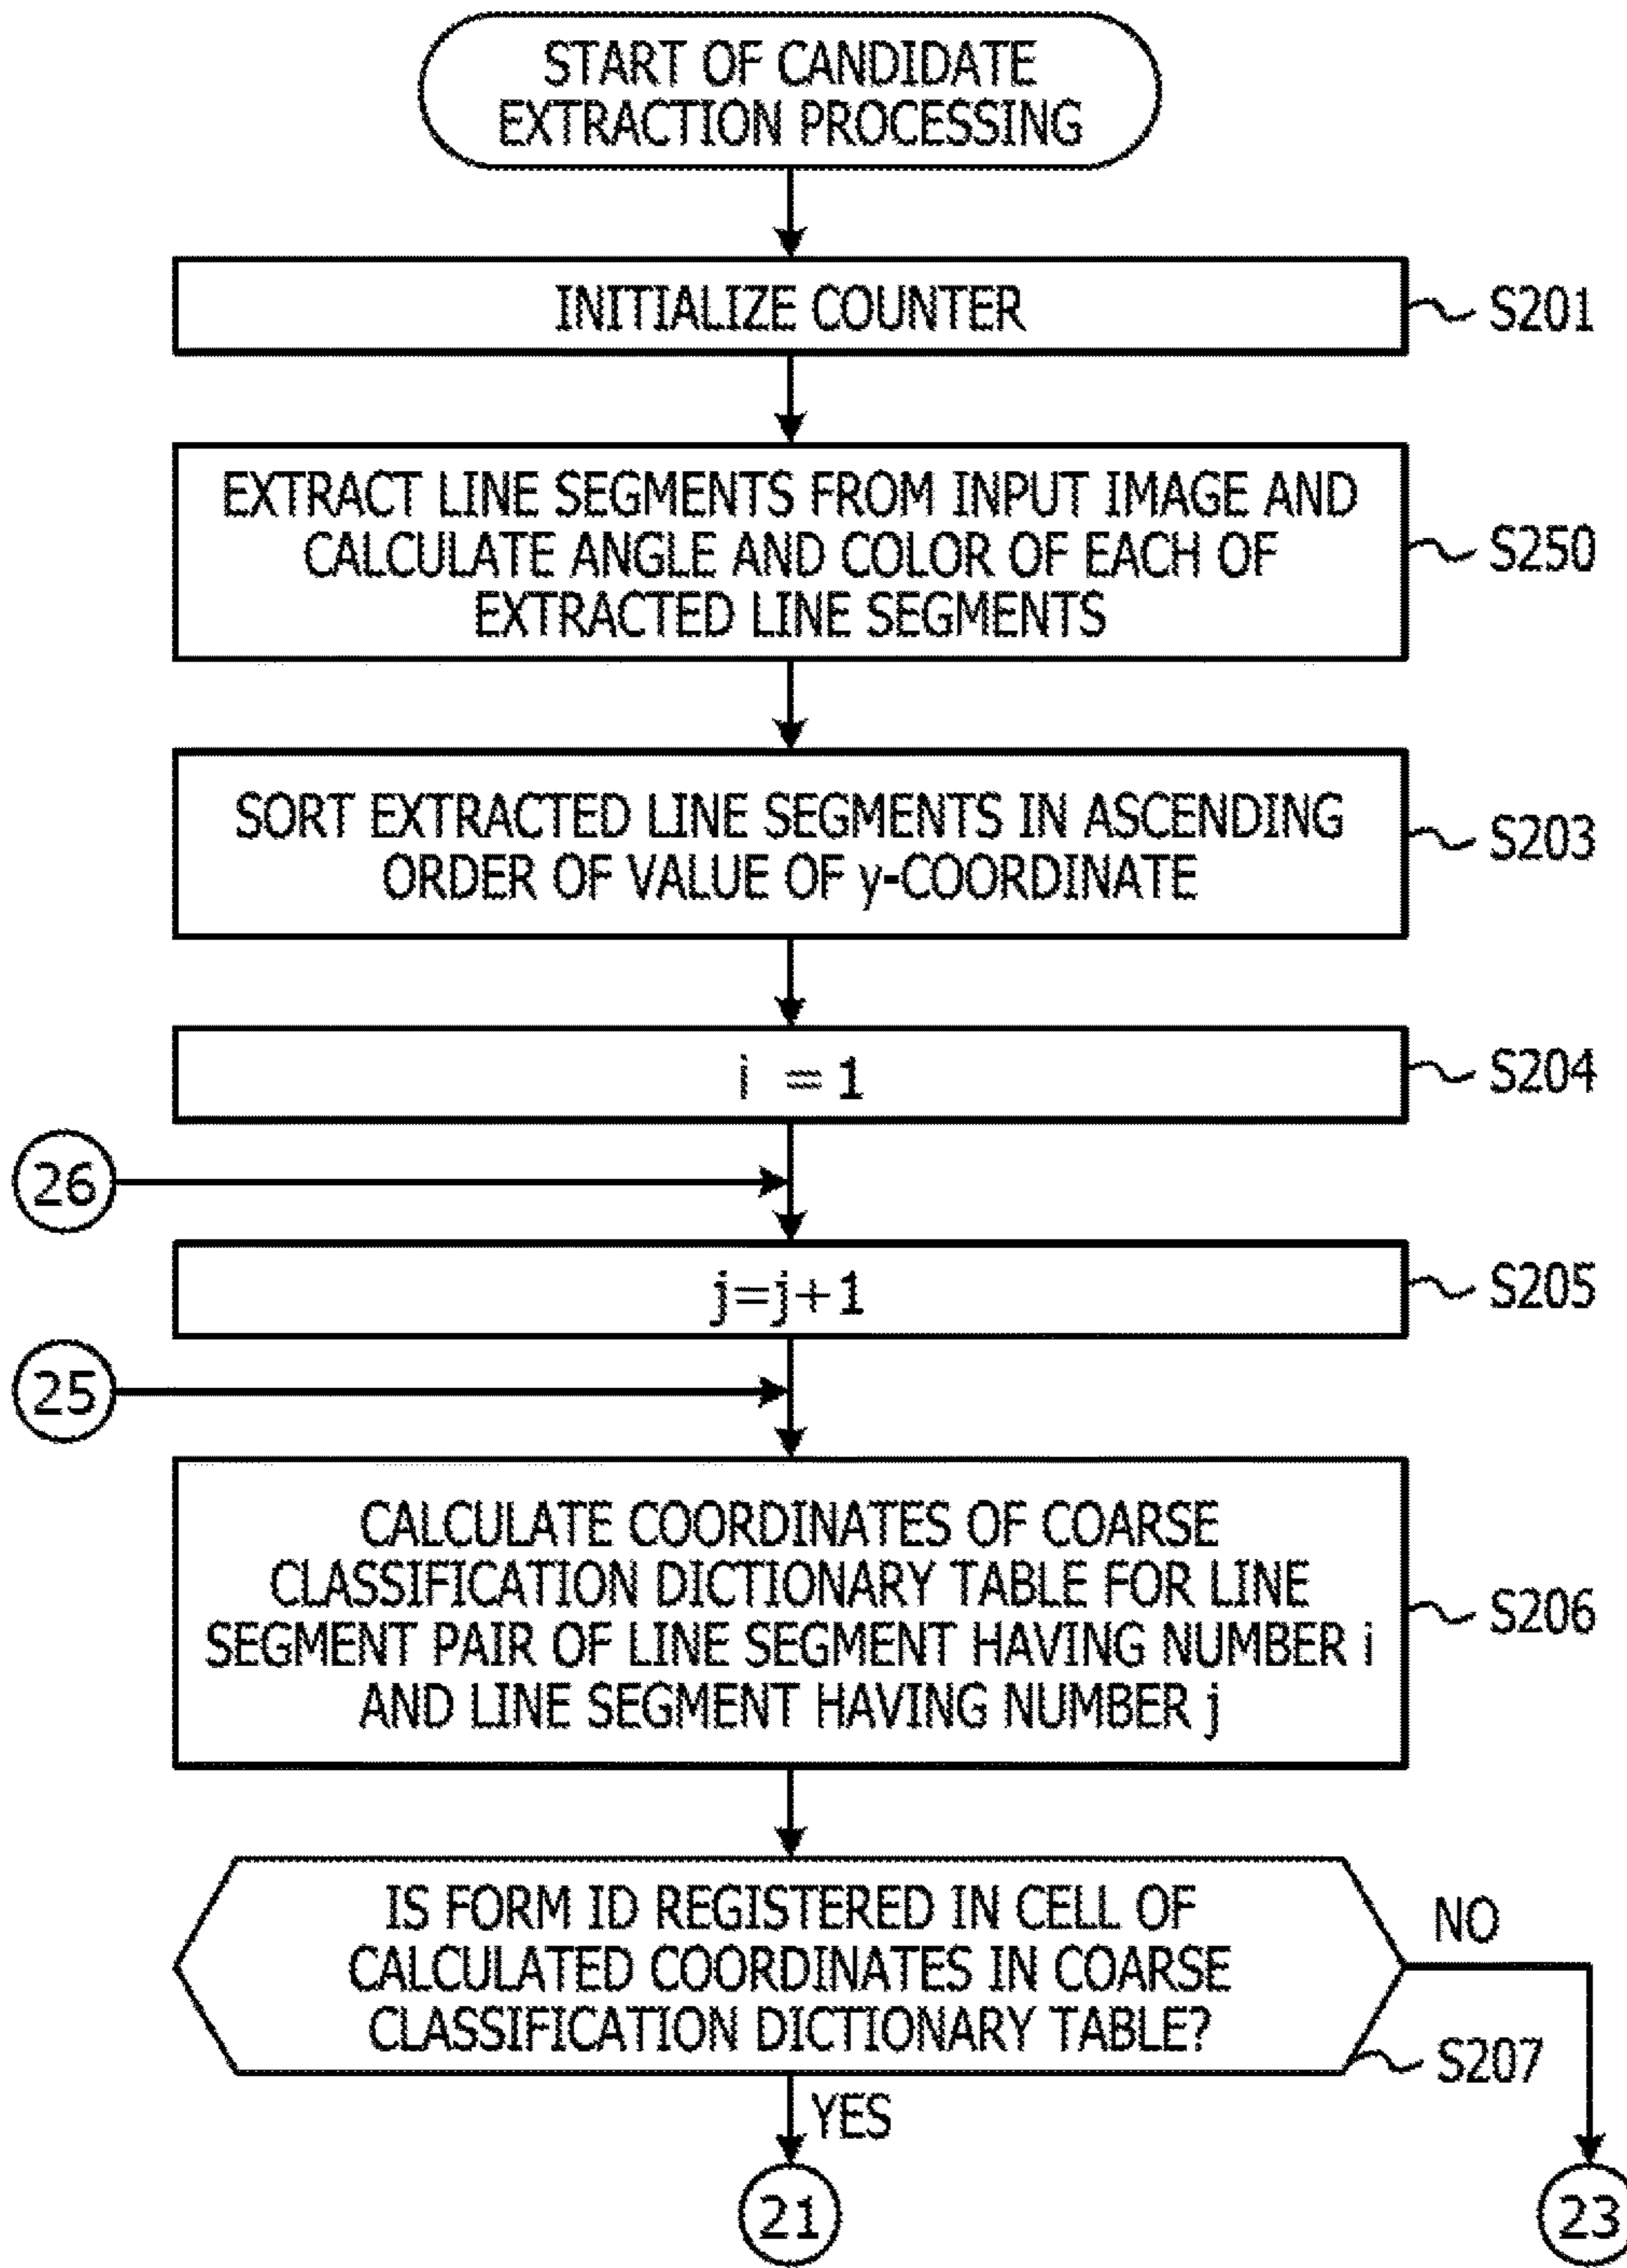 START OF CANDIDATE
EXTRACTION PROCESSING
INITIALIZE COUNTER
S201
EXTRACT LINE SEGMENTS FROM INPUT IMAGE AND
CALCULATE ANGLE AND COLOR OF EACH OF
EXTRACTED LINE SEGMENTS
S250
SORT EXTRACTED LINE SEGMENTS IN ASCENDING
ORDER OF VALUE OF y-COORDINATE
S203
i = 1
S204
26
j=j+1
S205
25
CALCULATE COORDINATES OF COARSE
CLASSIFICATION DICTIONARY TABLE FOR LINE
SEGMENT PAIR OF LINE SEGMENT HAVING NUMBER i
AND LINE SEGMENT HAVING NUMBER j
S206
IS FORM ID REGISTERED IN CELL OF
CALCULATED COORDINATES IN COARSE
CLASSIFICATION DICTIONARY TABLE?
NO
S207
YES
21
23